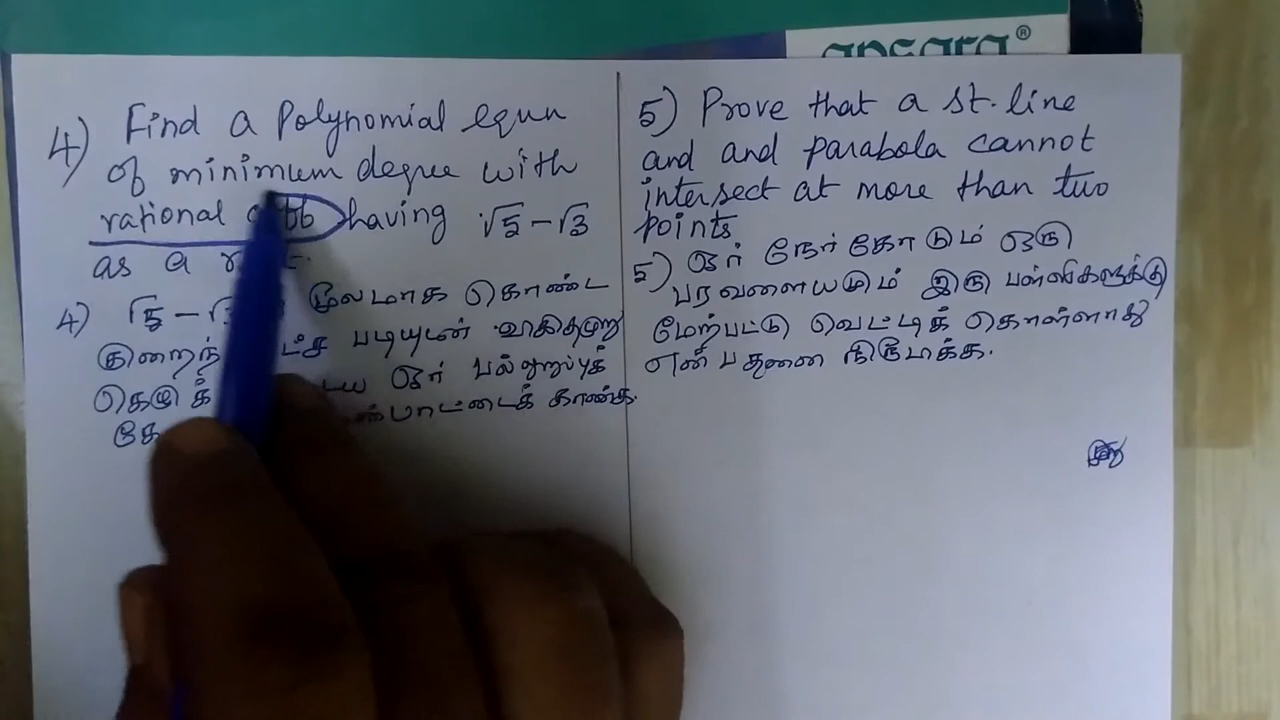 ancara®
4) Find a Polynomial equn
of minimum degree with
rational having √5 - √3
as a
4) √5 - மூலமாக கொண்ட
படியுடன் விகிதமுறு
ஓர் பல்லுறுப்புக்
காண்க.
5) Prove that a st. line
and and parabola cannot
intersect at more than two
points
5) ஓர் நேர்கோடும் ஒரு
பரவளையமும் இரு புள்ளிகளுக்கு
மேற்பட்டு வெட்டிக் கொள்ளாது
என்பதனை நிரூபிக்க.